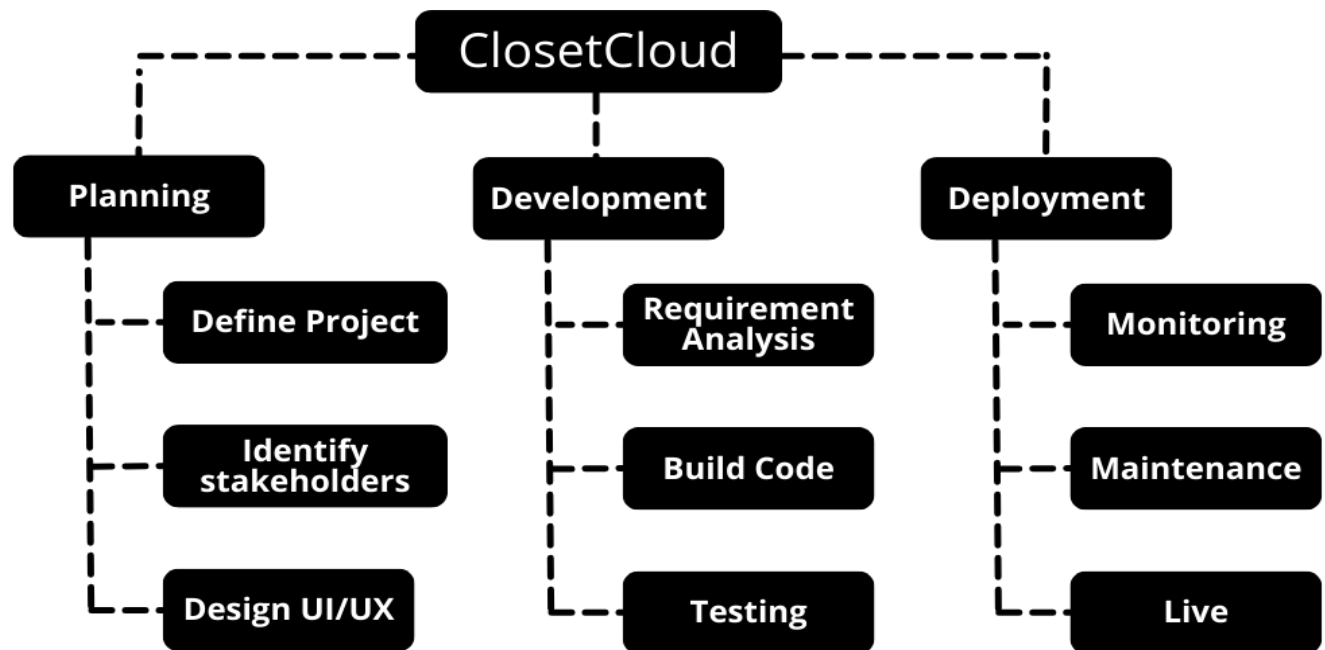 ClosetCloud
Planning
Define Project
Identify
stakeholders
Design UI/UX
Development
Requirement
Analysis
Build Code
Testing
Deployment
Monitoring
Maintenance
Live